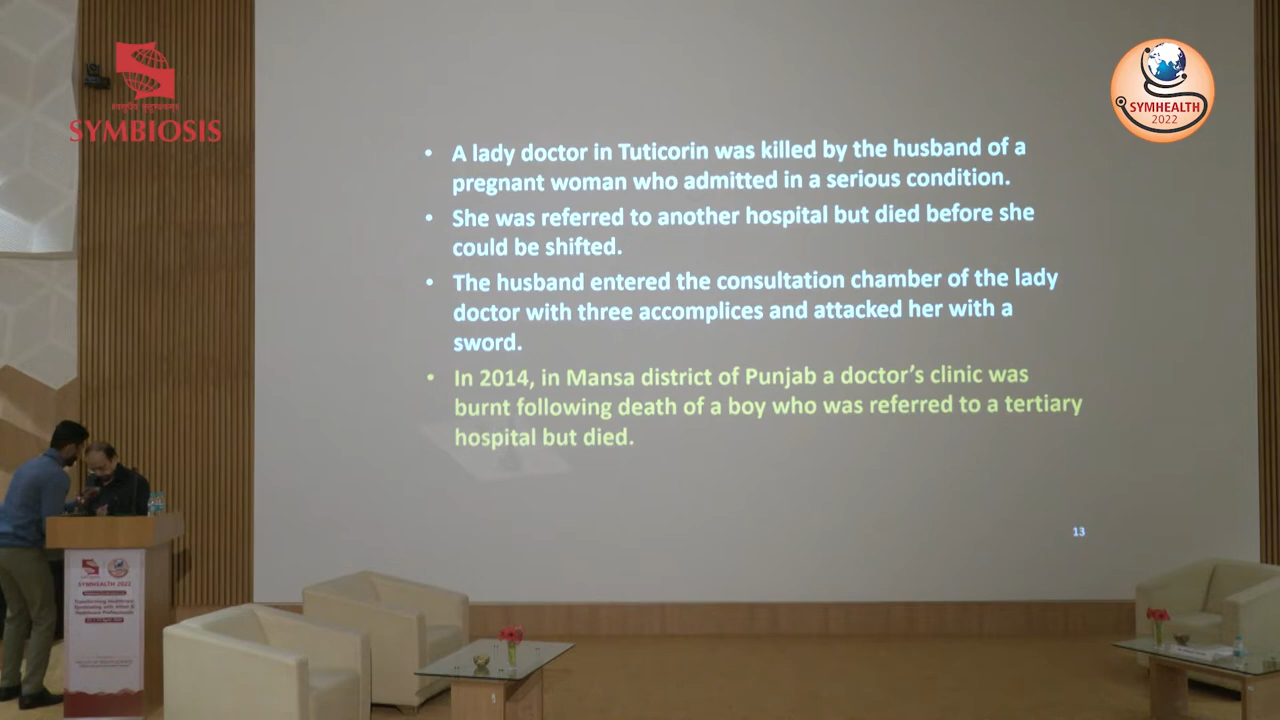 SYMBIOSIS
SYMHEALTH
2022
• A lady doctor in Tuticorin was killed by the husband of a
pregnant woman who admitted in a serious condition.
• She was referred to another hospital but died before she
could be shifted.
• The husband entered the consultation chamber of the lady
doctor with three accomplices and attacked her with a
sword.
• In 2014, in Mansa district of Punjab a doctor's clinic was
burnt following death of a boy who was referred to a tertiary
hospital but died.
13
SYMHEALTH 2022